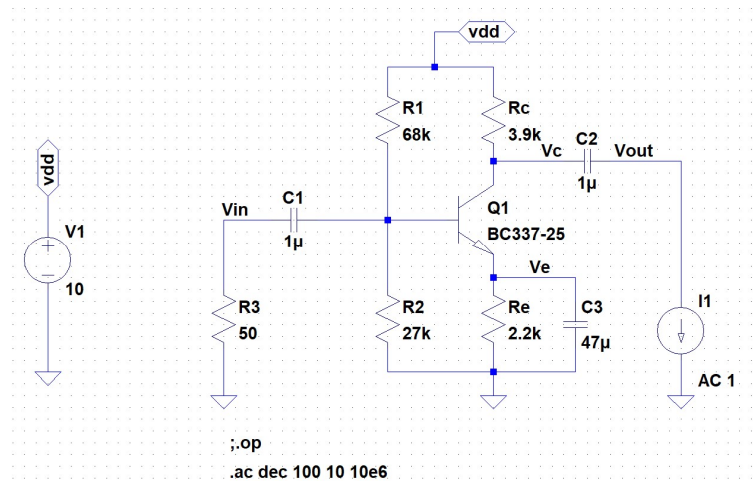 vdd
R1
68k
Rc
3.9k
Vc
C2
1µ
Vout
vdd
V1
10
Vin
C1
1µ
Q1
BC337-25
Ve
R3
50
R2
27k
Re
2.2k
C3
47µ
I1
AC 1
;.op
.ac dec 100 10 10e6